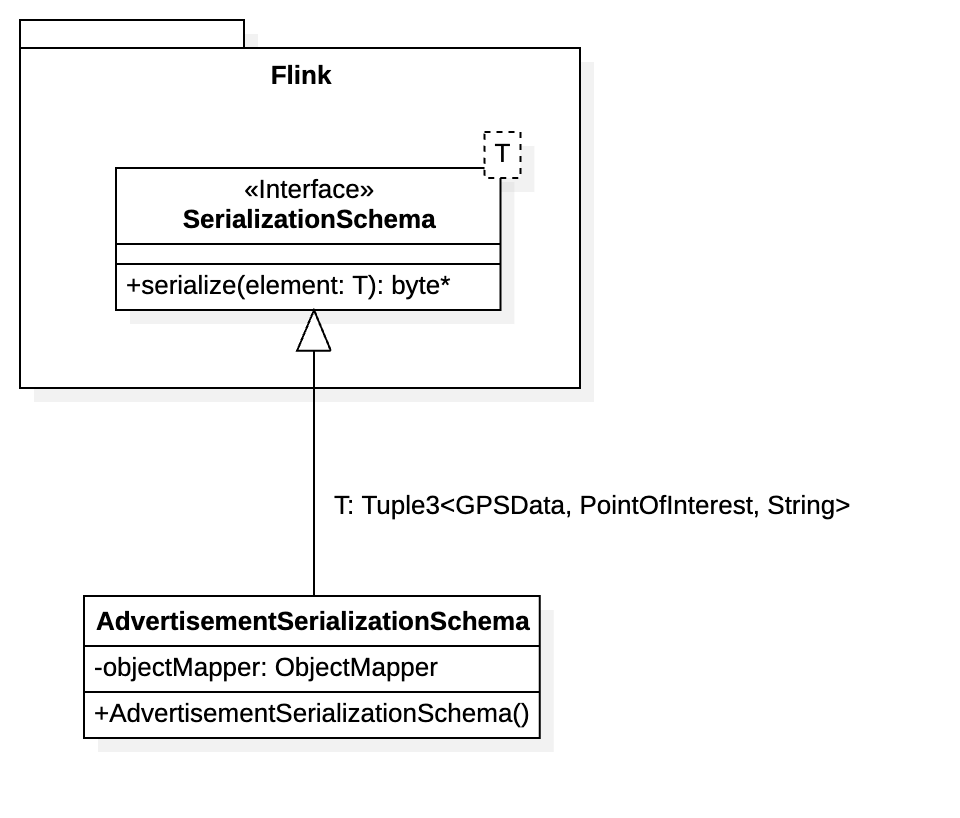 Flink
T
«Interface»
SerializationSchema
+serialize(element: T): byte*
T: Tuple3<GPSData, PointOfInterest, String>
AdvertisementSerializationSchema
-objectMapper: ObjectMapper
+AdvertisementSerializationSchema()